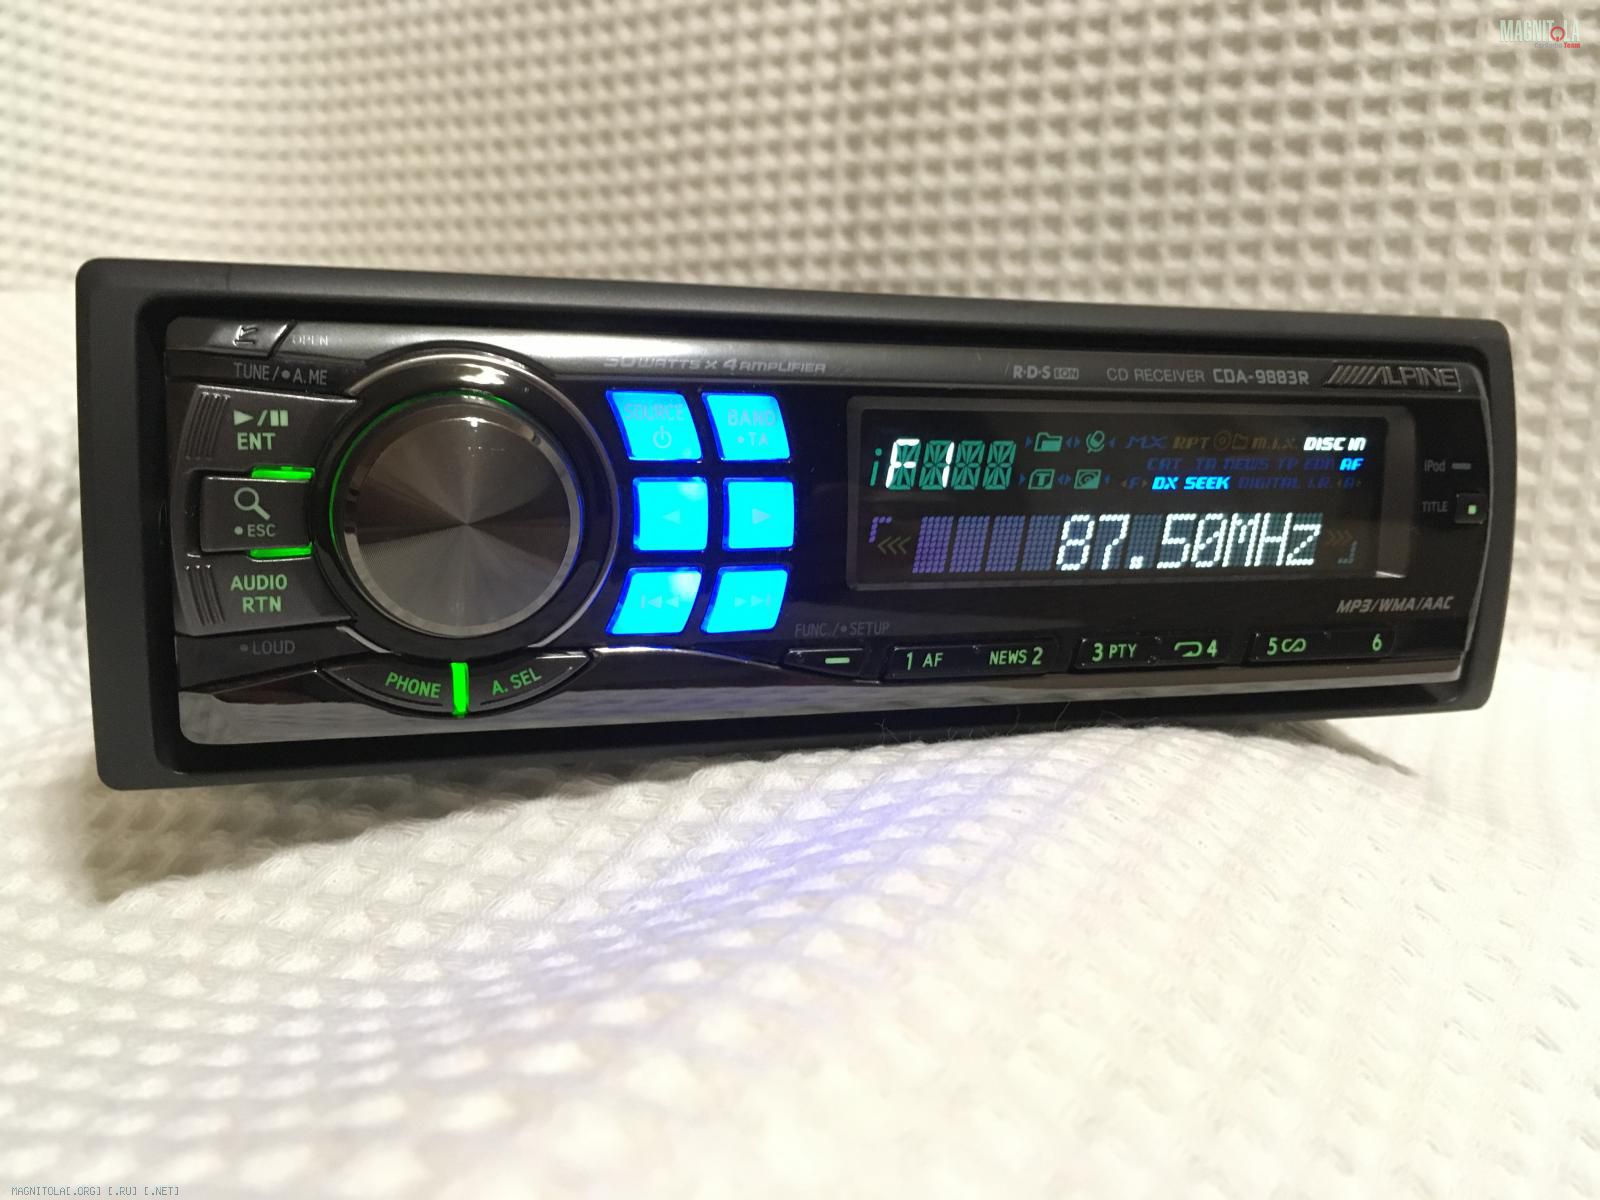 MAGNITOLA
CarRadio Team
OPEN
TUNE/•A.ME
50WATTS x 4 AMPLIFIER
R·D·S EON
CD RECEIVER CDA-9883R
ALPINE
ENT
SOURCE
BAND
•TA
F1
MX RPT M.I.X. DISC IN
CAT TA NEWS TP EON AF
DX SEEK DIGITAL I.R.
iPod
•ESC
TITLE
87.50MHz
AUDIO
RTN
MP3/WMA/AAC
•LOUD
FUNC./•SETUP
1 AF
NEWS 2
3 PTY
4
5
6
PHONE
A. SEL
MAGNITOLA[.ORG] [.RU] [.NET]